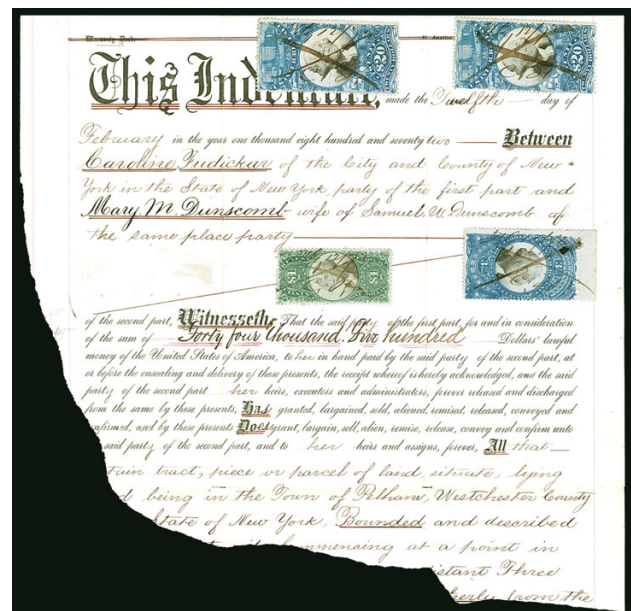 Warranty Deed.
$20 $20
This Indenture, made the Twelfth day of
February in the year one thousand eight hundred and seventy two Between
Caroline Fudickar of the City and County of New
York in the State of New York, party of the first part and
Mary M. Dunscomb wife of Samuel W. Dunscomb of
the same place party
of the second part, Witnesseth, That the said party of the first part, for and in consideration
of the sum of Forty four thousand. Five hundred Dollars lawful
money of the United States of America, to her in hand paid by the said party of the second part, at
or before the ensealing and delivery of these presents, the receipt whereof is hereby acknowledged, and the said
party of the second part her heirs, executors and administrators, forever released and discharged
from the same by these presents, Has granted, bargained, sold, aliened, remised, released, conveyed and
confirmed, and by these presents Does grant, bargain, sell, alien, remise, release, convey and confirm unto
said party of the second part, and to her heirs and assigns, forever, All that
tract, piece or parcel of land, situate, lying
being in the Town of Pelham, Westchester County
State of New York, Bounded and described
commencing at a point in
distant Three
from the